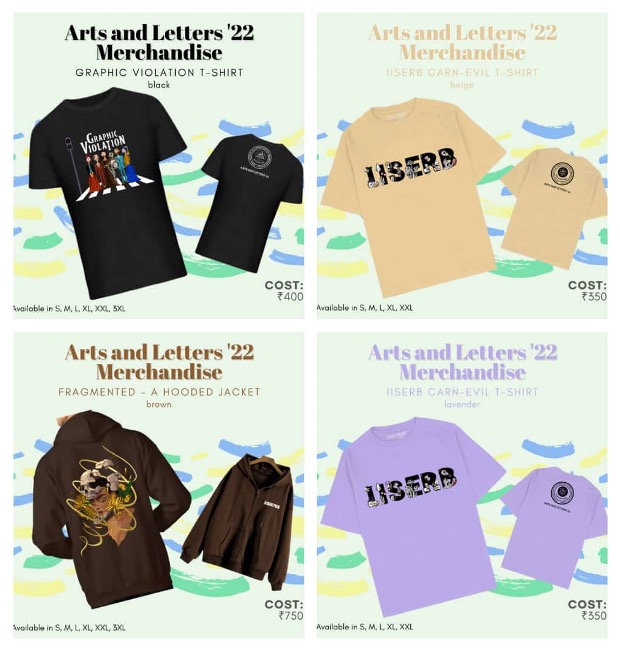 Arts and Letters '22
Merchandise
GRAPHIC VIOLATION T-SHIRT
black
GRAPHIC
VIOLATION
COST:
₹400
Available in S, M, L, XL, XXL, 3XL
Arts and Letters '22
Merchandise
IISERB CARN-EVIL T-SHIRT
beige
IISERB
COST:
₹350
Available in S, M, L, XL, XXL
Arts and Letters '22
Merchandise
FRAGMENTED - A HOODED JACKET
brown
COST:
₹750
Available in S, M, L, XL, XXL, 3XL
Arts and Letters '22
Merchandise
IISERB CARN-EVIL T-SHIRT
lavender
IISERB
COST:
₹350
Available in S, M, L, XL, XXL